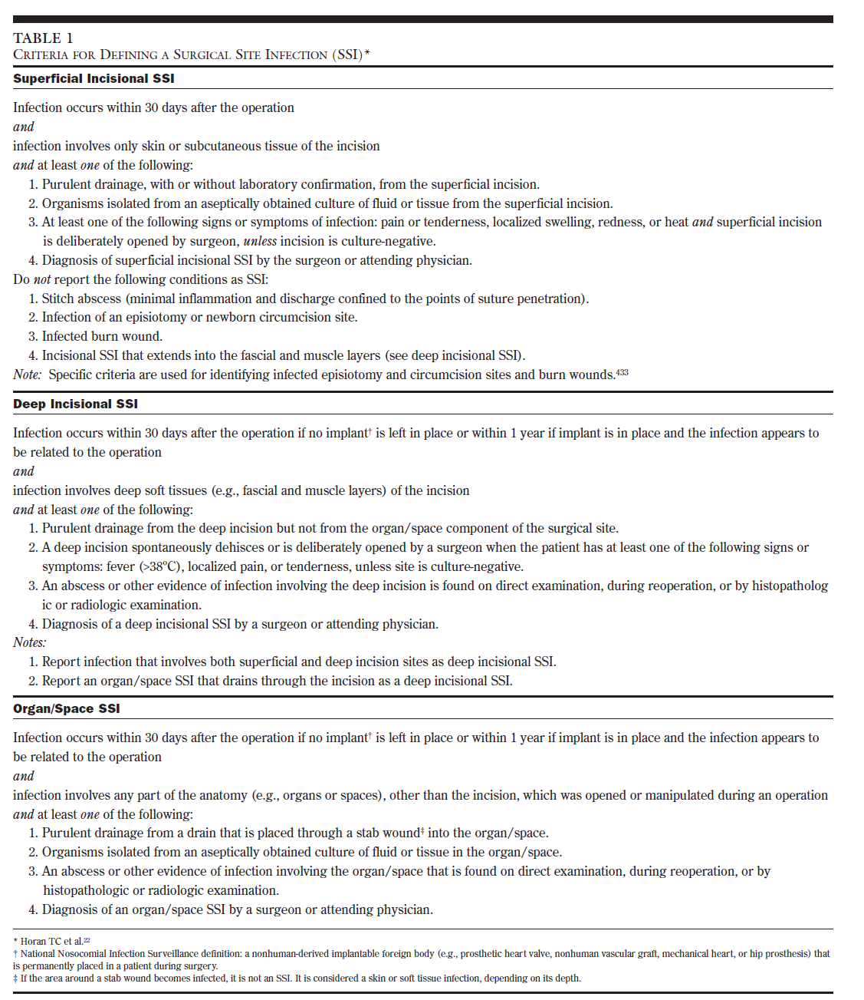 TABLE 1
CRITERIA FOR DEFINING A SURGICAL SITE INFECTION (SSI)*
Superficial Incisional SSI
Infection occurs within 30 days after the operation
and
infection involves only skin or subcutaneous tissue of the incision
and at least one of the following:
1. Purulent drainage, with or without laboratory confirmation, from the superficial incision.
2. Organisms isolated from an aseptically obtained culture of fluid or tissue from the superficial incision.
3. At least one of the following signs or symptoms of infection: pain or tenderness, localized swelling, redness, or heat and superficial incision
is deliberately opened by surgeon, unless incision is culture-negative.
4. Diagnosis of superficial incisional SSI by the surgeon or attending physician.
Do not report the following conditions as SSI:
1. Stitch abscess (minimal inflammation and discharge confined to the points of suture penetration).
2. Infection of an episiotomy or newborn circumcision site.
3. Infected burn wound.
4. Incisional SSI that extends into the fascial and muscle layers (see deep incisional SSI).
Note: Specific criteria are used for identifying infected episiotomy and circumcision sites and burn wounds.433
Deep Incisional SSI
Infection occurs within 30 days after the operation if no implant† is left in place or within 1 year if implant is in place and the infection appears to
be related to the operation
and
infection involves deep soft tissues (e.g., fascial and muscle layers) of the incision
and at least one of the following:
1. Purulent drainage from the deep incision but not from the organ/space component of the surgical site.
2. A deep incision spontaneously dehisces or is deliberately opened by a surgeon when the patient has at least one of the following signs or
symptoms: fever (>38ºC), localized pain, or tenderness, unless site is culture-negative.
3. An abscess or other evidence of infection involving the deep incision is found on direct examination, during reoperation, or by histopatholog
ic or radiologic examination.
4. Diagnosis of a deep incisional SSI by a surgeon or attending physician.
Notes:
1. Report infection that involves both superficial and deep incision sites as deep incisional SSI.
2. Report an organ/space SSI that drains through the incision as a deep incisional SSI.
Organ/Space SSI
Infection occurs within 30 days after the operation if no implant† is left in place or within 1 year if implant is in place and the infection appears to
be related to the operation
and
infection involves any part of the anatomy (e.g., organs or spaces), other than the incision, which was opened or manipulated during an operation
and at least one of the following:
1. Purulent drainage from a drain that is placed through a stab wound‡ into the organ/space.
2. Organisms isolated from an aseptically obtained culture of fluid or tissue in the organ/space.
3. An abscess or other evidence of infection involving the organ/space that is found on direct examination, during reoperation, or by
histopathologic or radiologic examination.
4. Diagnosis of an organ/space SSI by a surgeon or attending physician.
* Horan TC et al.22
† National Nosocomial Infection Surveillance definition: a nonhuman-derived implantable foreign body (e.g., prosthetic heart valve, nonhuman vascular graft, mechanical heart, or hip prosthesis) that
is permanently placed in a patient during surgery.
‡ If the area around a stab wound becomes infected, it is not an SSI. It is considered a skin or soft tissue infection, depending on its depth.